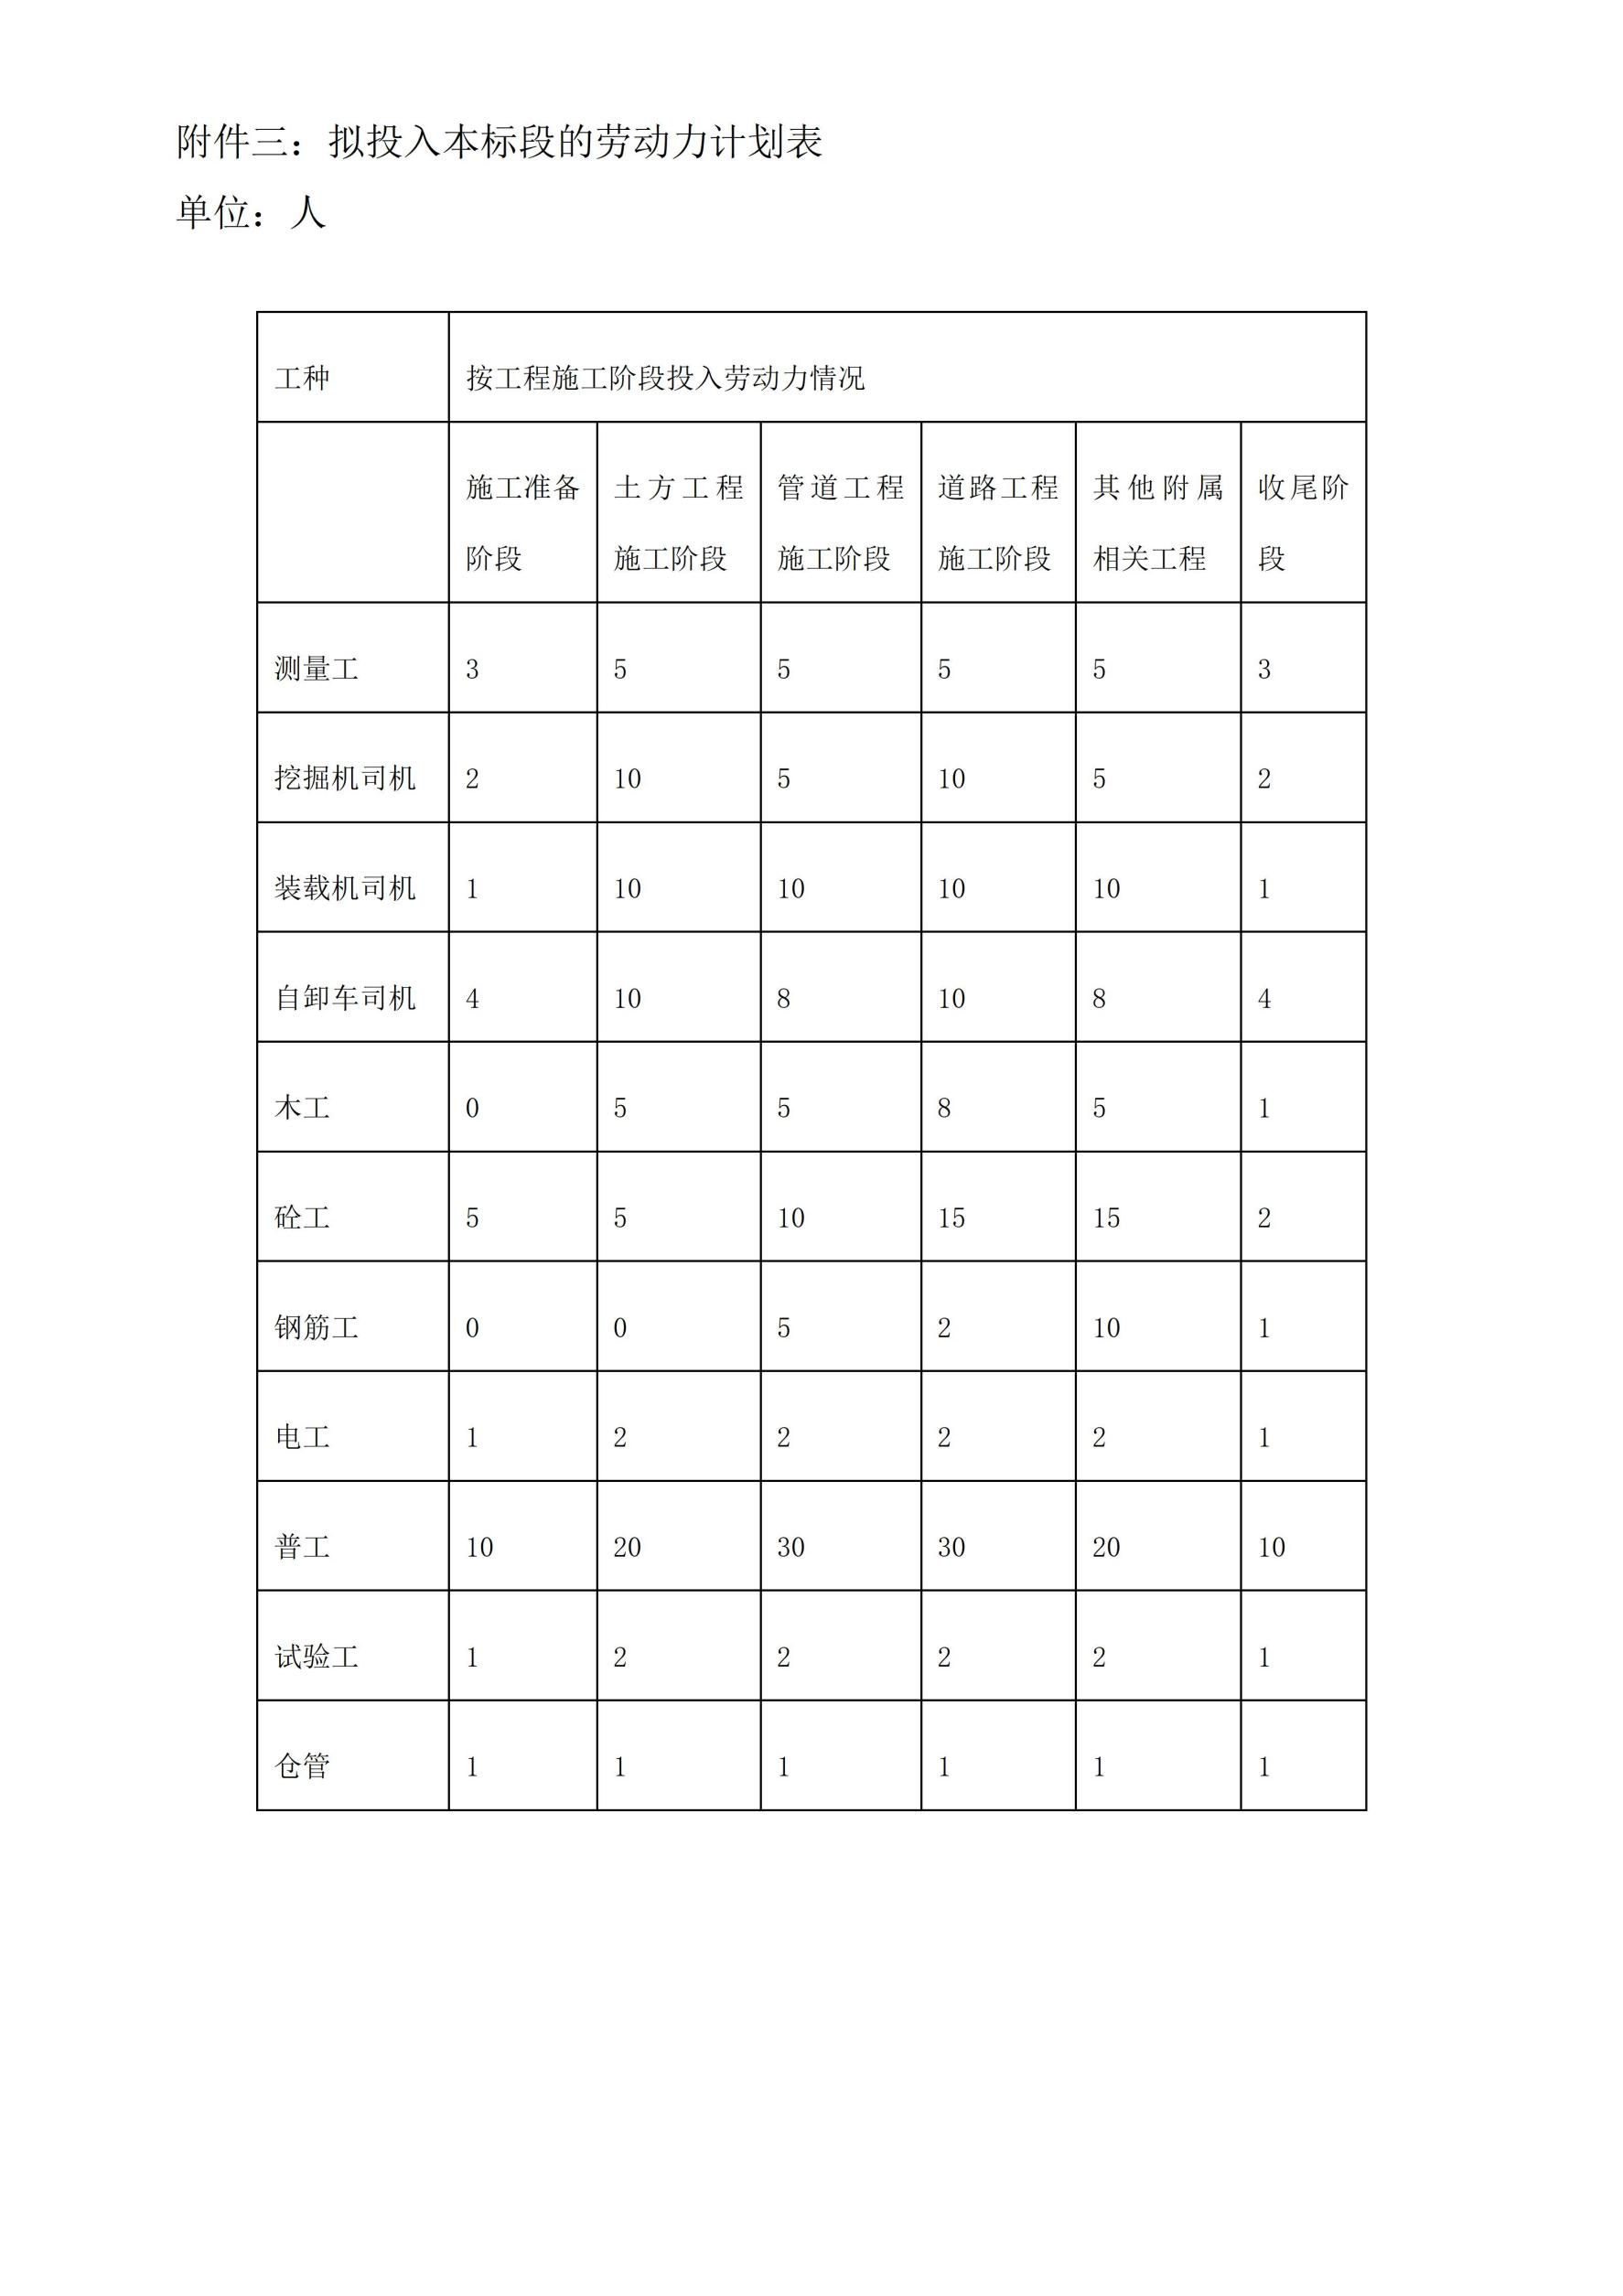 附件三：拟投入本标段的劳动力计划表
单位：人
工种 按工程施工阶段投入劳动力情况
施工准备 土方工程 管道工程 道路工程 其他附属 收尾阶
阶段 施工阶段 施工阶段 施工阶段 相关工程 段
测量工 3 5 5 5 5 3
挖掘机司机 2 10 5 10 5 2
装载机司机 1 10 10 10 10 1
自卸车司机 4 10 8 10 8 4
木工 0 5 5 8 5 1
砼工 5 5 10 15 15 2
钢筋工 0 0 5 2 10 1
电工 1 2 2 2 2 1
普工 10 20 30 30 20 10
试验工 1 2 2 2 2 1
仓管 1 1 1 1 1 1